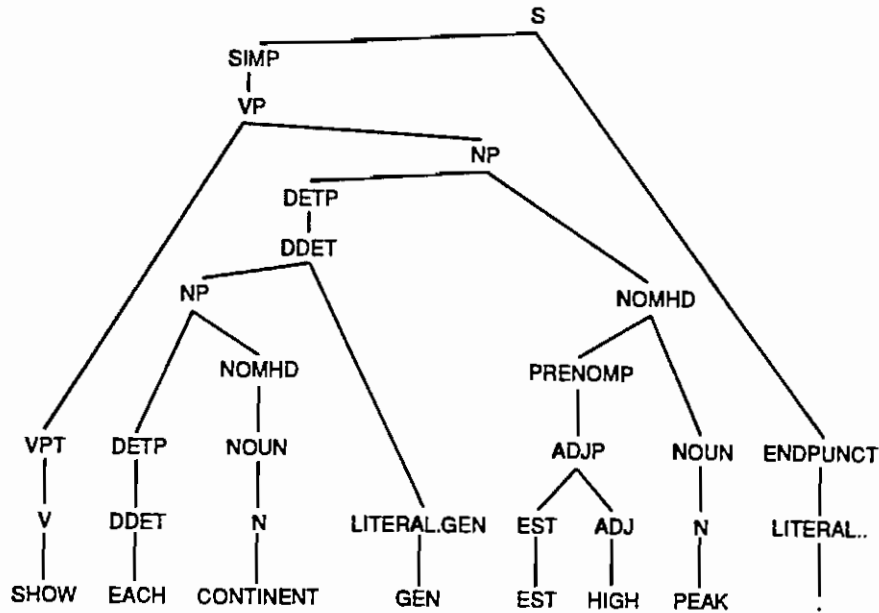 S
SIMP
VP
NP
DETP
DDET
NP NOMHD
NOMHD PRENOMP
VPT DETP NOUN ADJP NOUN ENDPUNCT
V DDET N LITERAL.GEN EST ADJ N LITERAL..
SHOW EACH CONTINENT GEN EST HIGH PEAK .